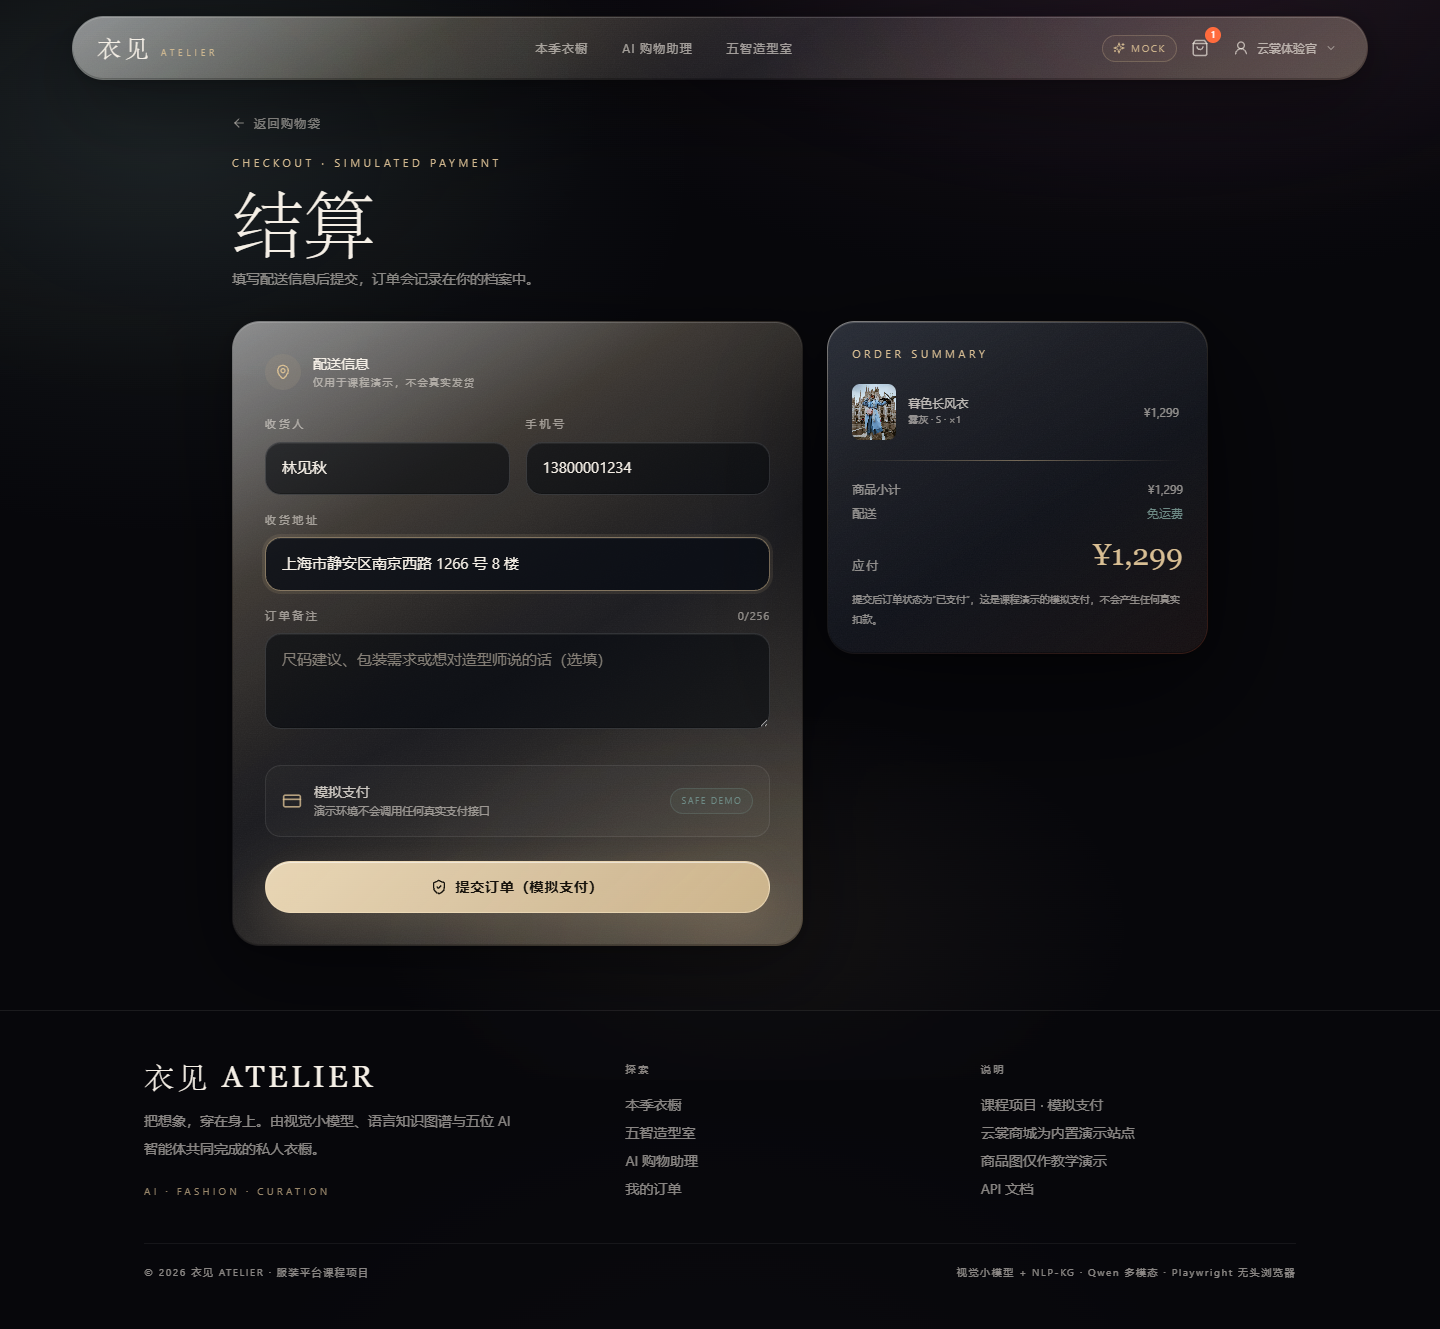 衣见 ATELIER
本季衣橱
AI 购物助理
五智造型室
MOCK
1
云裳体验官
返回购物袋
CHECKOUT · SIMULATED PAYMENT
结算
填写配送信息后提交，订单会记录在你的档案中。
配送信息
仅用于课程演示，不会真实发货
收货人
手机号
林见秋
13800001234
收货地址
上海市静安区南京西路 1266 号 8 楼
订单备注
0/256
尺码建议、包装需求或想对造型师说的话（选填）
模拟支付
演示环境不会调用任何真实支付接口
SAFE DEMO
提交订单（模拟支付）
ORDER SUMMARY
暮色长风衣
雾灰 · S · ×1
¥1,299
商品小计
¥1,299
配送
免运费
应付
¥1,299
提交后订单状态为“已支付”，这是课程演示的模拟支付，不会产生任何真实
扣款。
衣见 ATELIER
把想象，穿在身上。由视觉小模型、语言知识图谱与五位 AI
智能体共同完成的私人衣橱。
AI · FASHION · CURATION
探索
本季衣橱
五智造型室
AI 购物助理
我的订单
说明
课程项目 · 模拟支付
云裳商城为内置演示站点
商品图仅作教学演示
API 文档
© 2026 衣见 ATELIER · 服装平台课程项目
视觉小模型 + NLP-KG · Qwen 多模态 · Playwright 无头浏览器